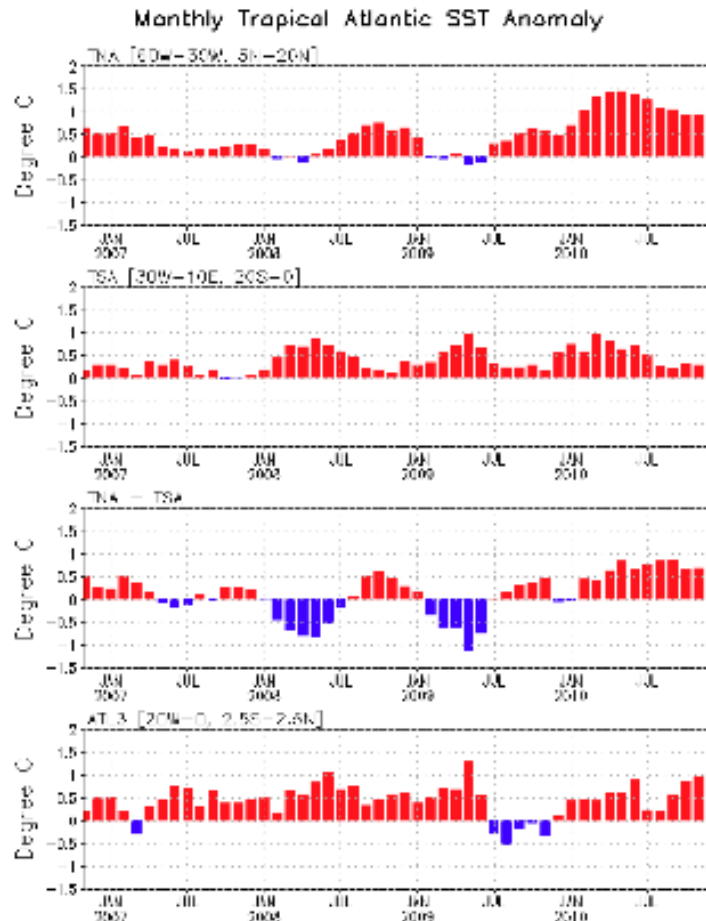 Monthly Tropical Atlantic SST Anomaly
TNA [60W-30W, 5N-20N]
Degree C
2
1.5
1
0.5
0
-0.5
-1
-1.5
JAN JUL JAN JUL JAN JUL JAN JUL
2007 2008 2009 2010
TSA [30W-10E, 20S-0]
Degree C
2
1.5
1
0.5
0
-0.5
-1
-1.5
JAN JUL JAN JUL JAN JUL JAN JUL
2007 2008 2009 2010
TNA - TSA
Degree C
2
1.5
1
0.5
0
-0.5
-1
-1.5
JAN JUL JAN JUL JAN JUL JAN JUL
2007 2008 2009 2010
ATL3 [20W-0, 2.5S-2.5N]
Degree C
2
1.5
1
0.5
0
-0.5
-1
-1.5
JAN JUL JAN JUL JAN JUL JAN JUL
2007 2008 2009 2010